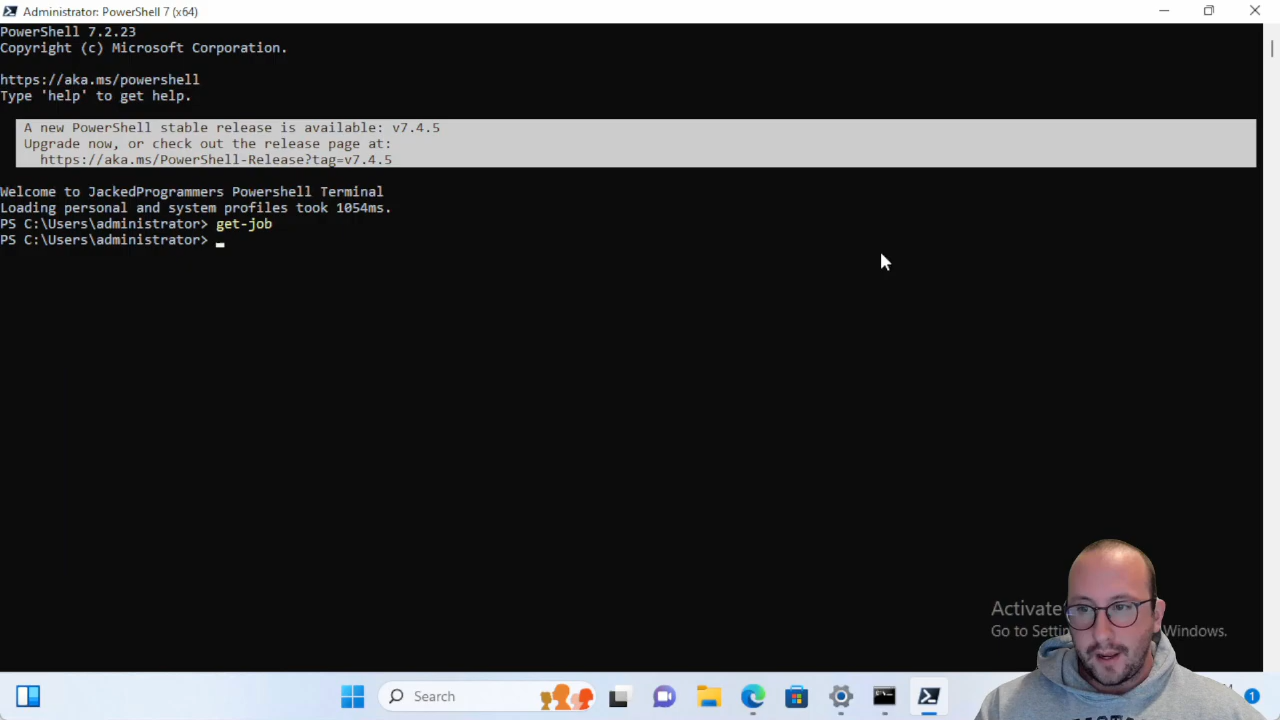 Administrator: PowerShell 7 (x64)
PowerShell 7.2.23
Copyright (c) Microsoft Corporation.
https://aka.ms/powershell
Type 'help' to get help.
A new PowerShell stable release is available: v7.4.5
Upgrade now, or check out the release page at:
https://aka.ms/PowerShell-Release?tag=v7.4.5
Welcome to JackedProgrammers Powershell Terminal
Loading personal and system profiles took 1054ms.
PS C:\Users\administrator> get-job
PS C:\Users\administrator>
Activate
Go to Windows.
Search
1